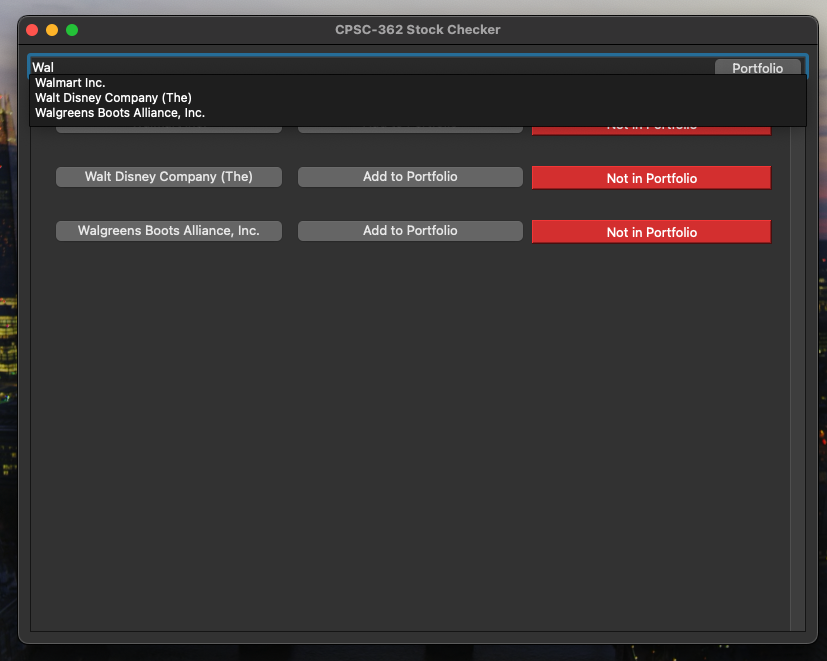 CPSC-362 Stock Checker
Wal
Portfolio
Walmart Inc.
Walt Disney Company (The)
Walgreens Boots Alliance, Inc.
Not in Portfolio
Walt Disney Company (The) Add to Portfolio Not in Portfolio
Walgreens Boots Alliance, Inc. Add to Portfolio Not in Portfolio